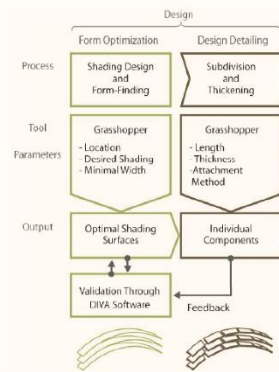 Design
Form Optimization
Design Detailing
Process
Shading Design
and
Form-Finding
Subdivision
and
Thickening
Tool
Parameters
Grasshopper
- Location
- Desired Shading
- Minimal Width
Grasshopper
- Length
- Thickness
- Attachment
Method
Output
Optimal Shading
Surfaces
Individual
Components
Validation Through
DIVA Software
Feedback